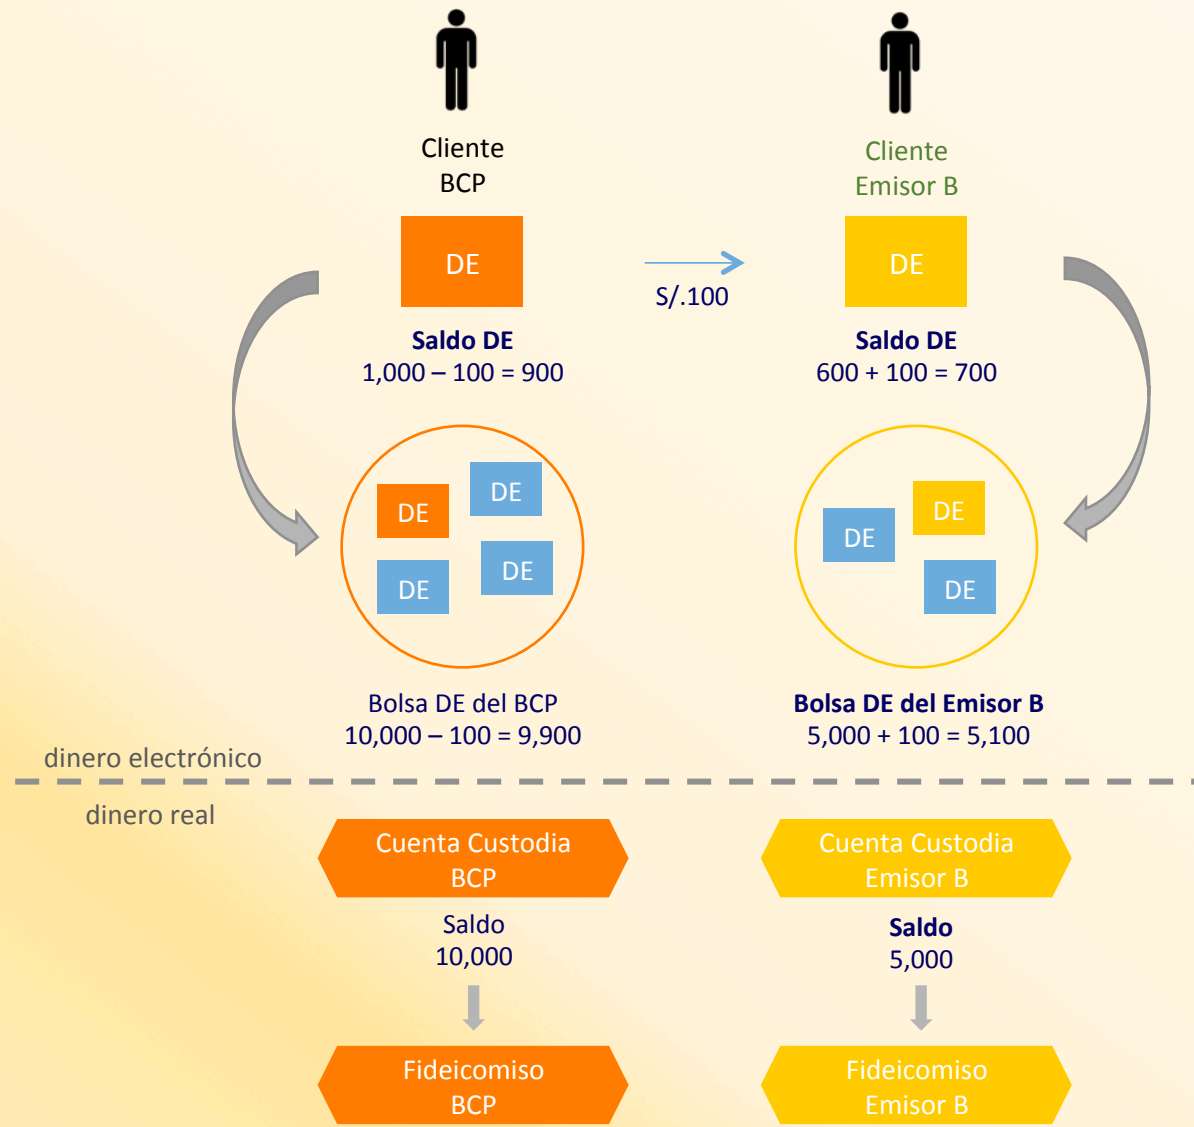 Cliente
BCP
Cliente
Emisor B
DE
DE
S/.100
Saldo DE
1,000 – 100 = 900
Saldo DE
600 + 100 = 700
DE
DE
DE
DE
DE
DE
DE
Bolsa DE del BCP
10,000 – 100 = 9,900
Bolsa DE del Emisor B
5,000 + 100 = 5,100
dinero electrónico
dinero real
Cuenta Custodia
BCP
Cuenta Custodia
Emisor B
Saldo
10,000
Saldo
5,000
Fideicomiso
BCP
Fideicomiso
Emisor B